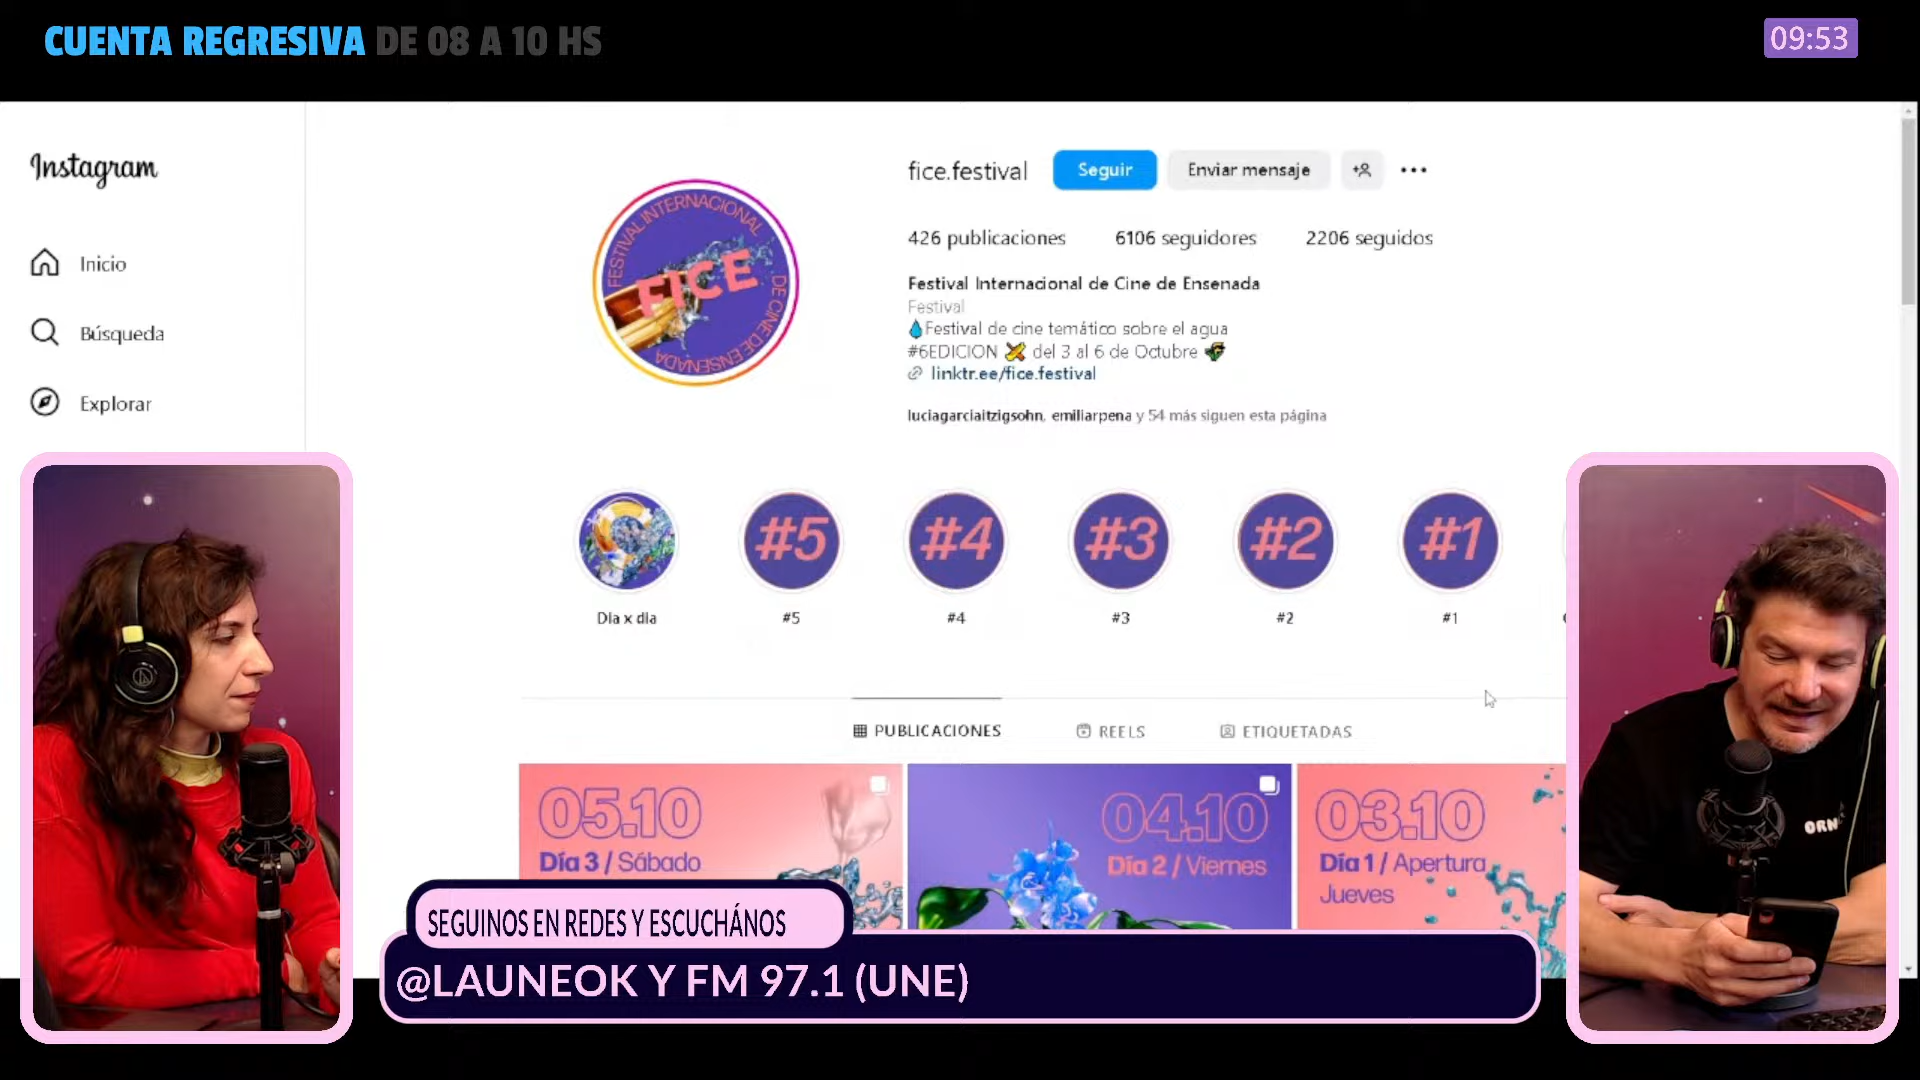 CUENTA REGRESIVA DE 08 A 10 HS
09:53
Instagram
Inicio
Búsqueda
Explorar
FESTIVAL INTERNACIONAL
DE CINE DE ENSENADA
FICE
fice.festival
Seguir
Enviar mensaje
426 publicaciones
6106 seguidores
2206 seguidos
Festival Internacional de Cine de Ensenada
Festival
Festival de cine temático sobre el agua
#6EDICION del 3 al 6 de Octubre
linktr.ee/fice.festival
luciagarciaitzigsohn, emiliarpena y 54 más siguen esta página
#5
#4
#3
#2
#1
Dia x dia
#5
#4
#3
#2
#1
PUBLICACIONES
REELS
ETIQUETADAS
05.10
Día 3 / Sábado
04.10
Día 2 / Viernes
03.10
Día 1 / Apertura
Jueves
SEGUINOS EN REDES Y ESCUCHÁNOS
@LAUNEOK Y FM 97.1 (UNE)